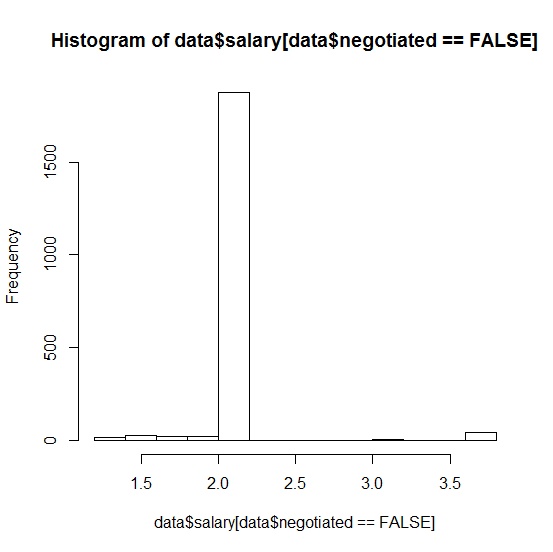 Histogram of data$salary[data$negotiated == FALSE]
Frequency
1500
1000
500
0
1.5 2.0 2.5 3.0 3.5
data$salary[data$negotiated == FALSE]